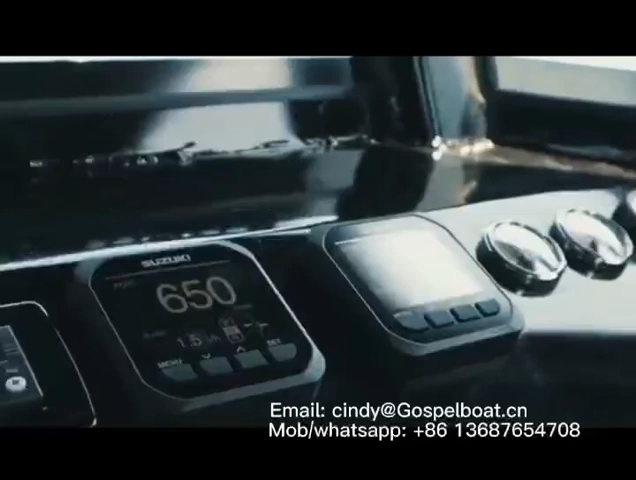 SUZUKI
650
MENU
SET
Email: cindy@Gospelboat.cn
Mob/whatsapp: +86 13687654708